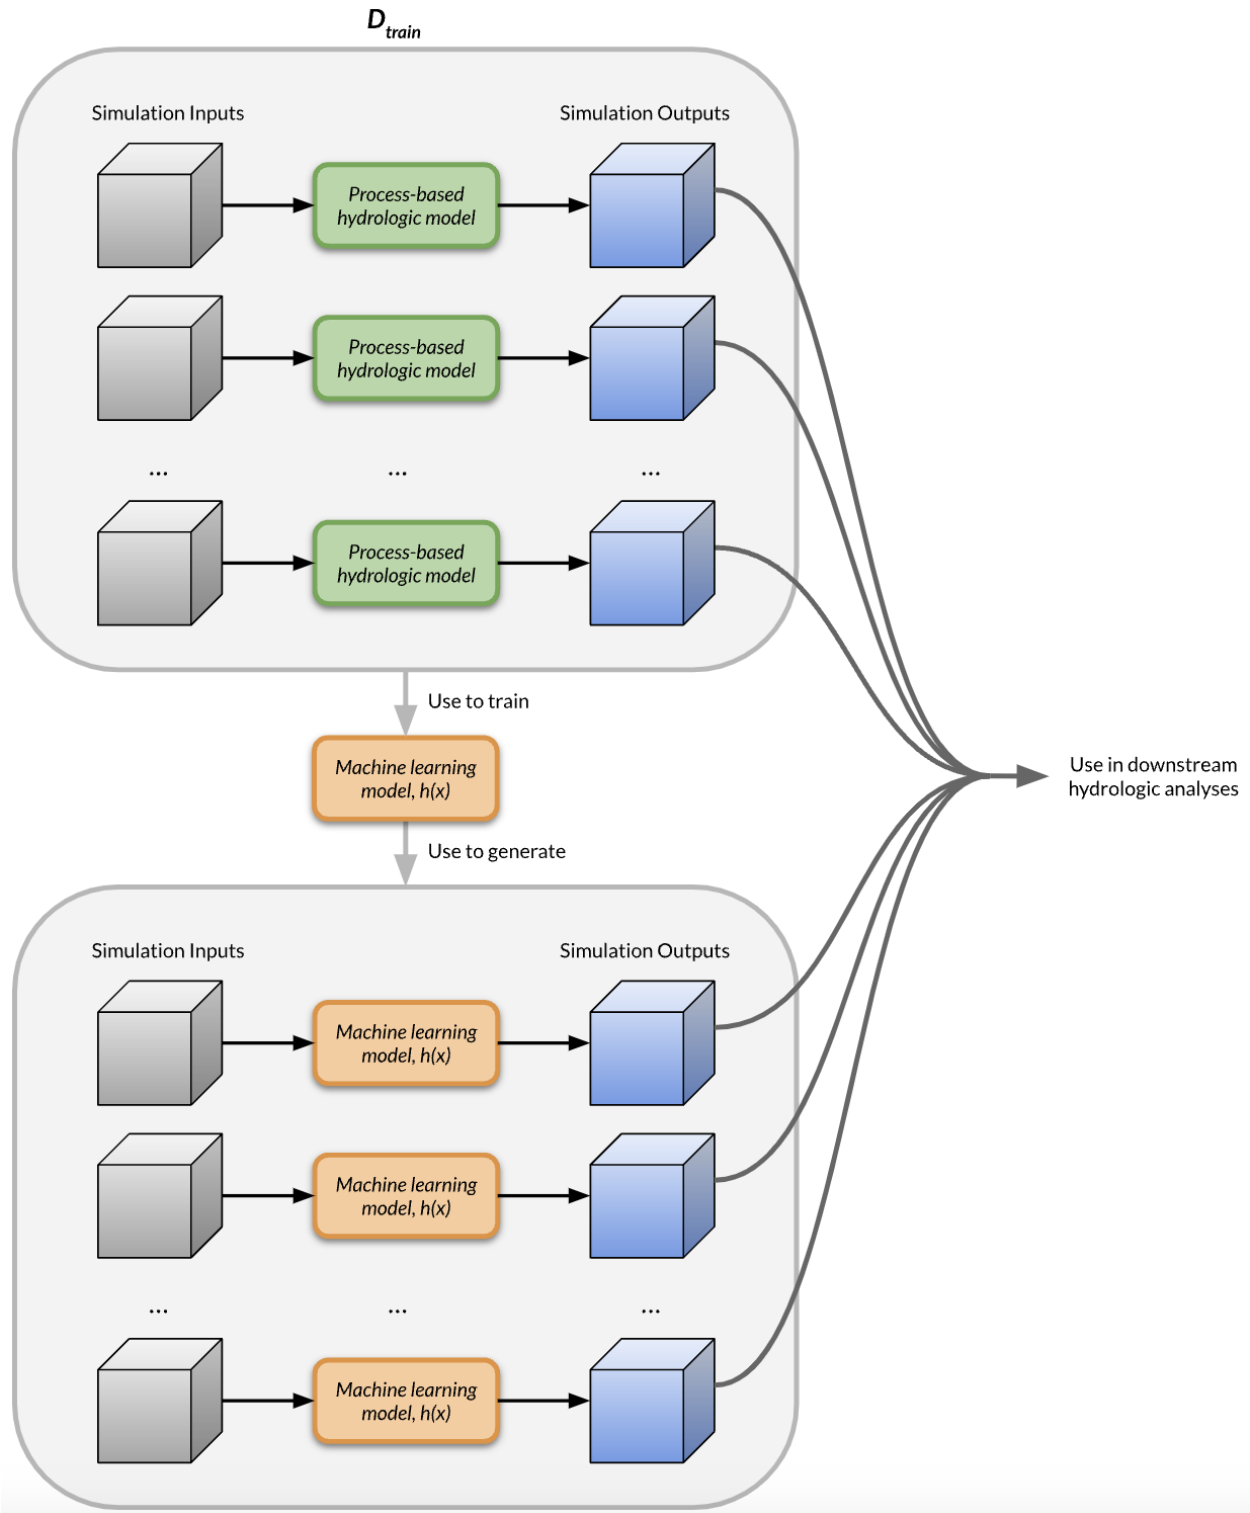 D_train
Simulation Inputs
Simulation Outputs
Process-based
hydrologic model
Process-based
hydrologic model
... ... ...
Process-based
hydrologic model
Use to train
Machine learning
model, h(x)
Use to generate
Use in downstream
hydrologic analyses
Simulation Inputs
Simulation Outputs
Machine learning
model, h(x)
Machine learning
model, h(x)
... ... ...
Machine learning
model, h(x)